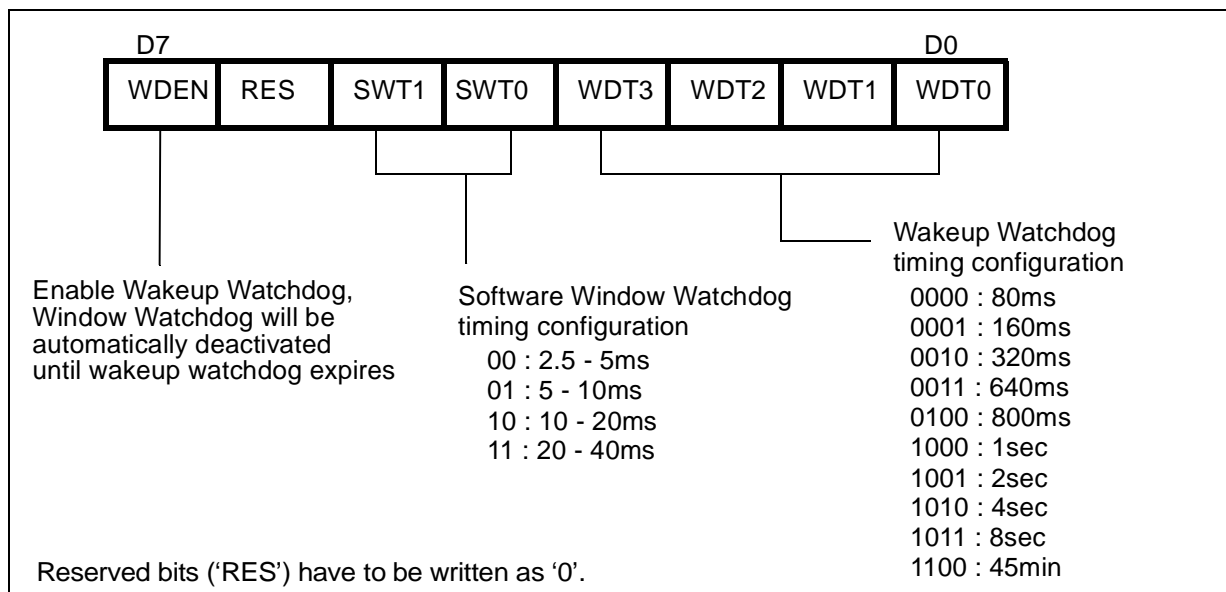 D7 D0
WDEN RES SWT1 SWT0 WDT3 WDT2 WDT1 WDT0
Enable Wakeup Watchdog,
Window Watchdog will be
automatically deactivated
until wakeup watchdog expires
Software Window Watchdog
timing configuration
00 : 2.5 - 5ms
01 : 5 - 10ms
10 : 10 - 20ms
11 : 20 - 40ms
Wakeup Watchdog
timing configuration
0000 : 80ms
0001 : 160ms
0010 : 320ms
0011 : 640ms
0100 : 800ms
1000 : 1sec
1001 : 2sec
1010 : 4sec
1011 : 8sec
1100 : 45min
Reserved bits (‘RES’) have to be written as ‘0’.